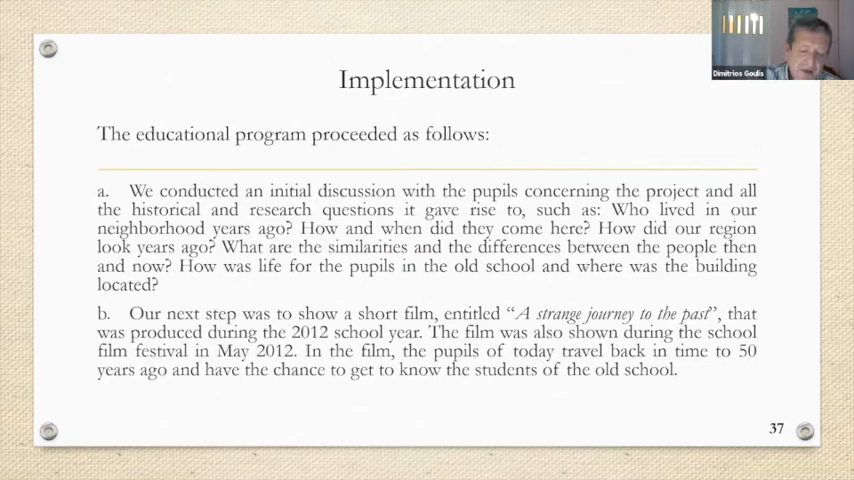 Dimitrios Goulis
Implementation
The educational program proceeded as follows:
a. We conducted an initial discussion with the pupils concerning the project and all
the historical and research questions it gave rise to, such as: Who lived in our
neighborhood years ago? How and when did they come here? How did our region
look years ago? What are the similarities and the differences between the people then
and now? How was life for the pupils in the old school and where was the building
located?
b. Our next step was to show a short film, entitled “A strange journey to the past”, that
was produced during the 2012 school year. The film was also shown during the school
film festival in May 2012. In the film, the pupils of today travel back in time to 50
years ago and have the chance to get to know the students of the old school.
37